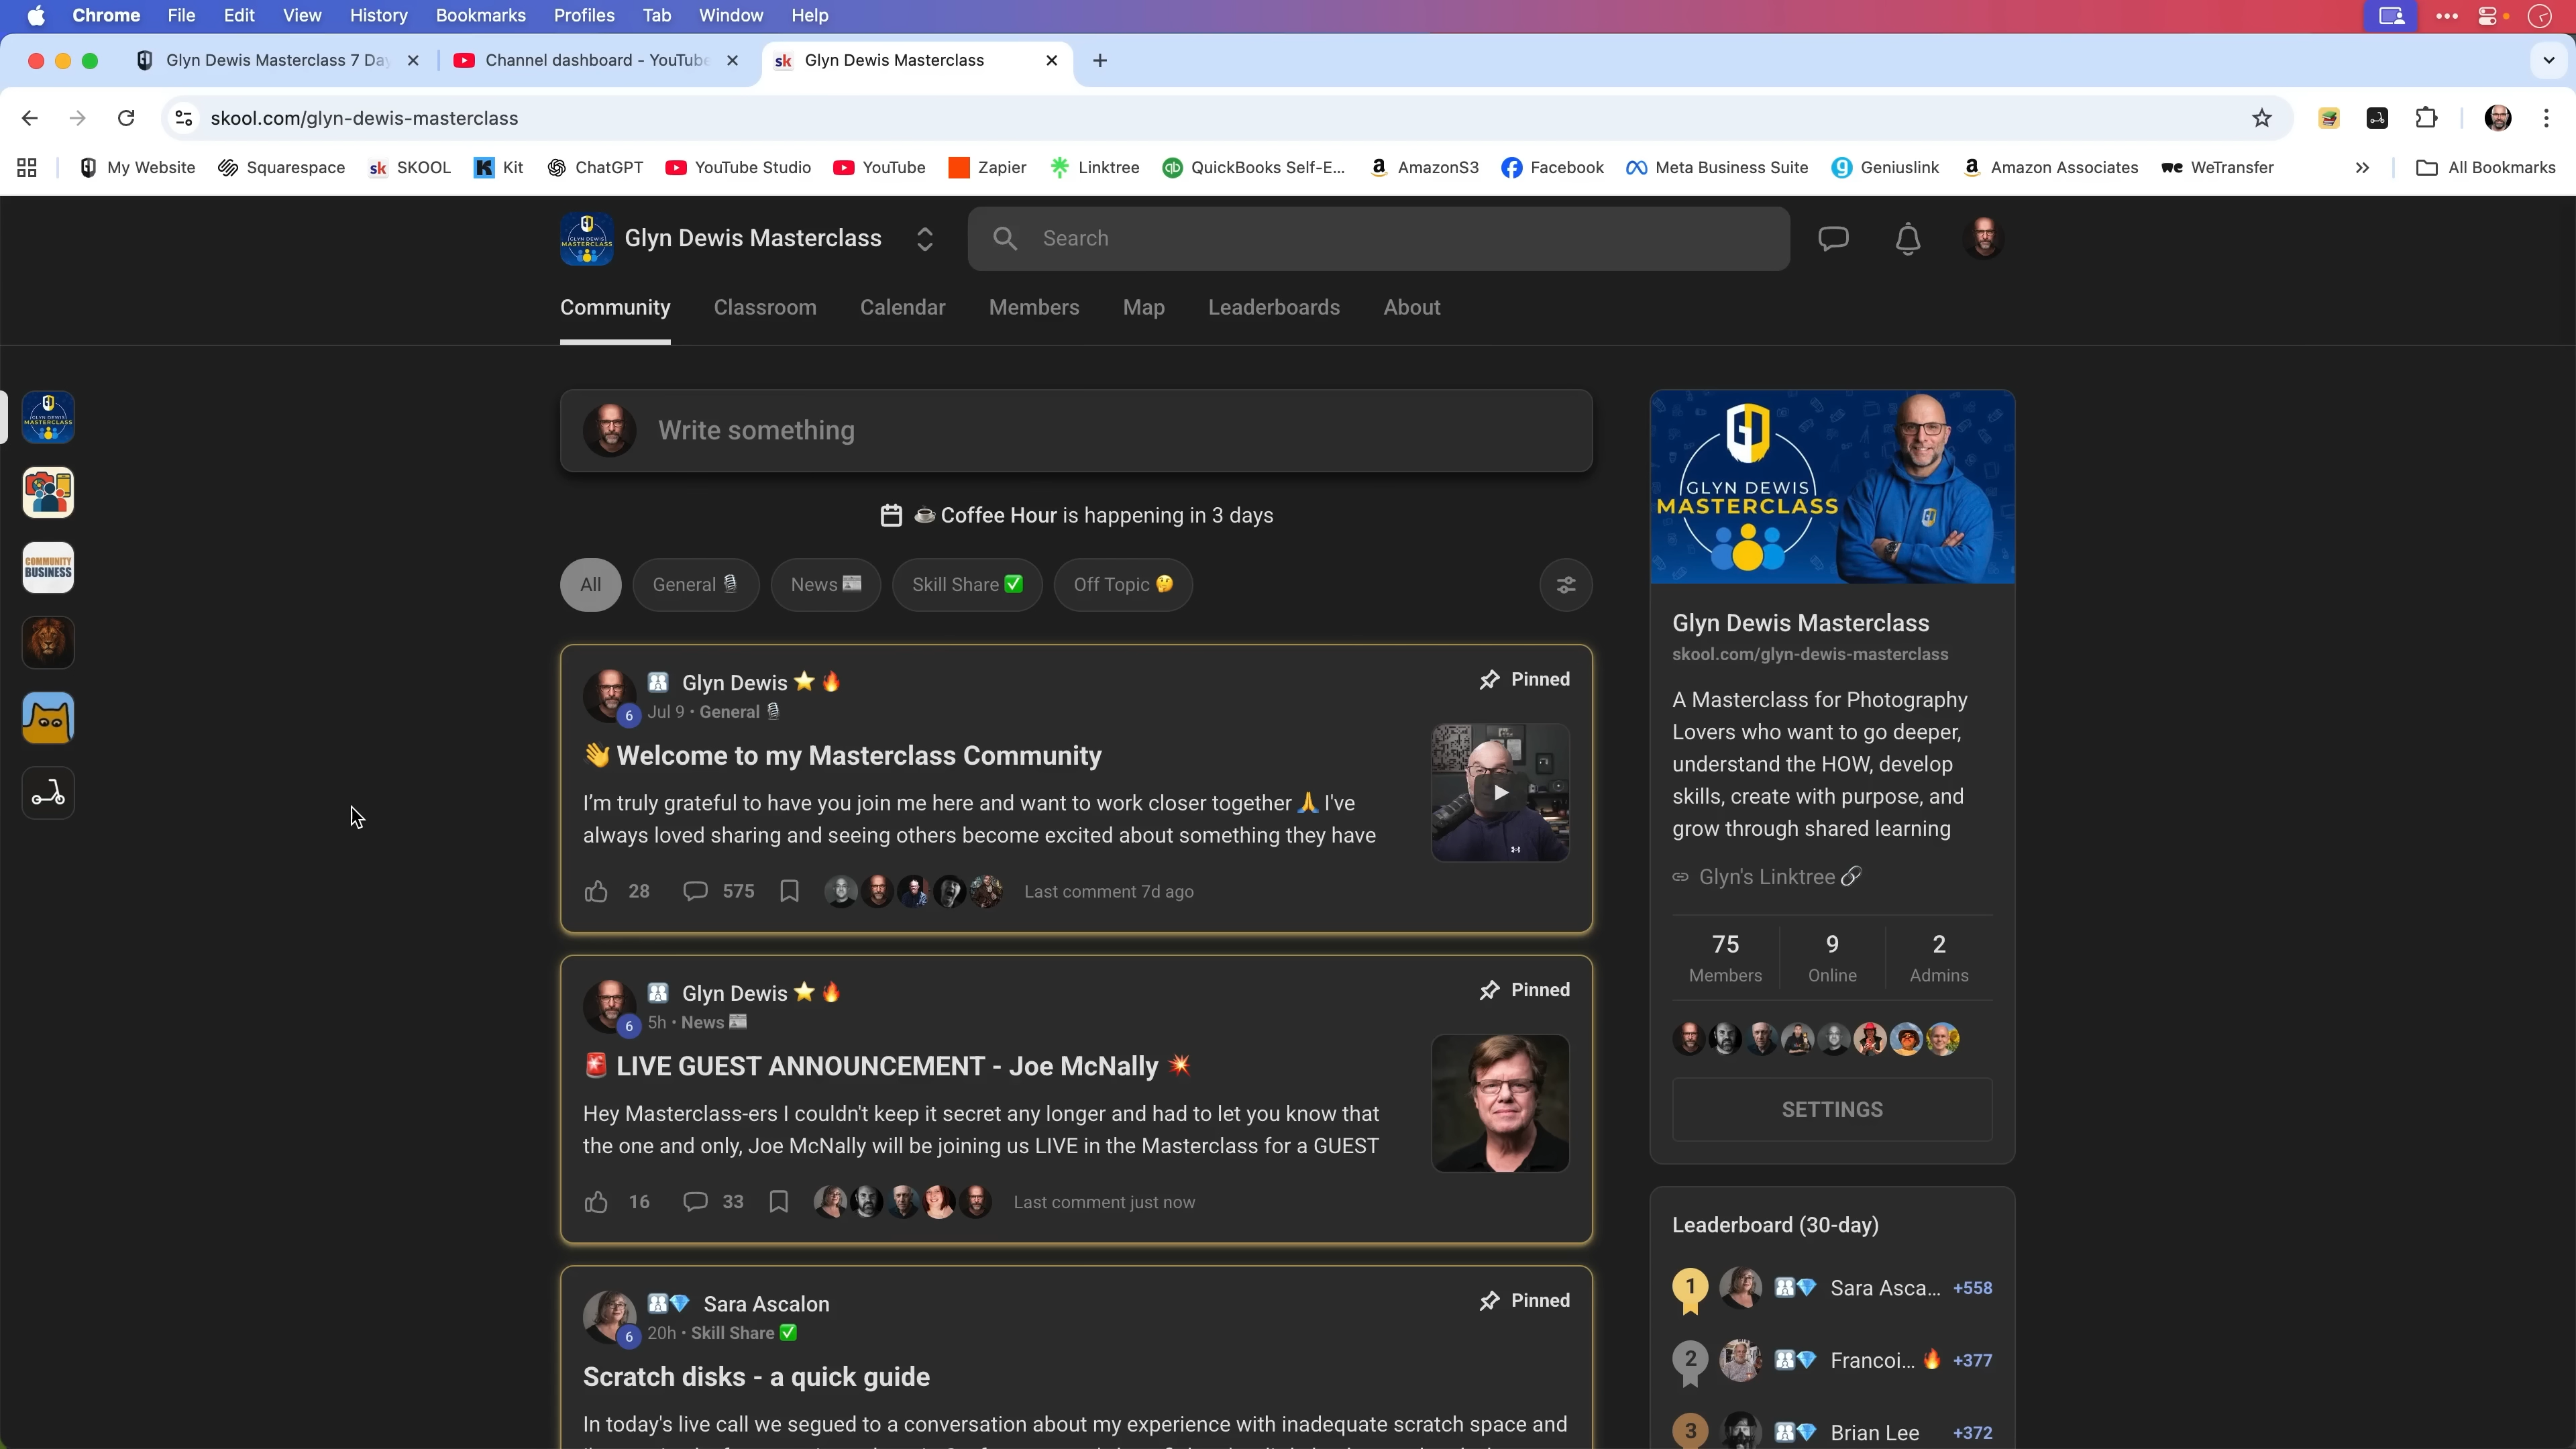 Chrome File Edit View History Bookmarks Profiles Tab Window Help
Glyn Dewis Masterclass 7 Day
Channel dashboard - YouTube
sk Glyn Dewis Masterclass
skool.com/glyn-dewis-masterclass
My Website Squarespace sk SKOOL Kit ChatGPT YouTube Studio YouTube Zapier Linktree QuickBooks Self-E... AmazonS3 Facebook Meta Business Suite Geniuslink Amazon Associates we WeTransfer » All Bookmarks
Glyn Dewis Masterclass
Search
Community Classroom Calendar Members Map Leaderboards About
GLYN DEWIS
MASTERCLASS
COMMUNITY
BUSINESS
Write something
☕ Coffee Hour is happening in 3 days
All General 🎙 News 📰 Skill Share ✅ Off Topic 🤔
Glyn Dewis ⭐🔥
Pinned
6 Jul 9 • General 🎙
👋 Welcome to my Masterclass Community
I'm truly grateful to have you join me here and want to work closer together 🙏 I've
always loved sharing and seeing others become excited about something they have
28 575 Last comment 7d ago
Glyn Dewis ⭐🔥
Pinned
6 5h • News 📰
🚨 LIVE GUEST ANNOUNCEMENT - Joe McNally 💥
Hey Masterclass-ers I couldn't keep it secret any longer and had to let you know that
the one and only, Joe McNally will be joining us LIVE in the Masterclass for a GUEST
16 33 Last comment just now
💎 Sara Ascalon
Pinned
6 20h • Skill Share ✅
Scratch disks - a quick guide
In today's live call we segued to a conversation about my experience with inadequate scratch space and
GLYN DEWIS
MASTERCLASS
Glyn Dewis Masterclass
skool.com/glyn-dewis-masterclass
A Masterclass for Photography
Lovers who want to go deeper,
understand the HOW, develop
skills, create with purpose, and
grow through shared learning
Glyn's Linktree 🔗
75 9 2
Members Online Admins
SETTINGS
Leaderboard (30-day)
1 💎 Sara Asca... +558
2 💎 Francoi... 🔥 +377
3 💎 Brian Lee +372